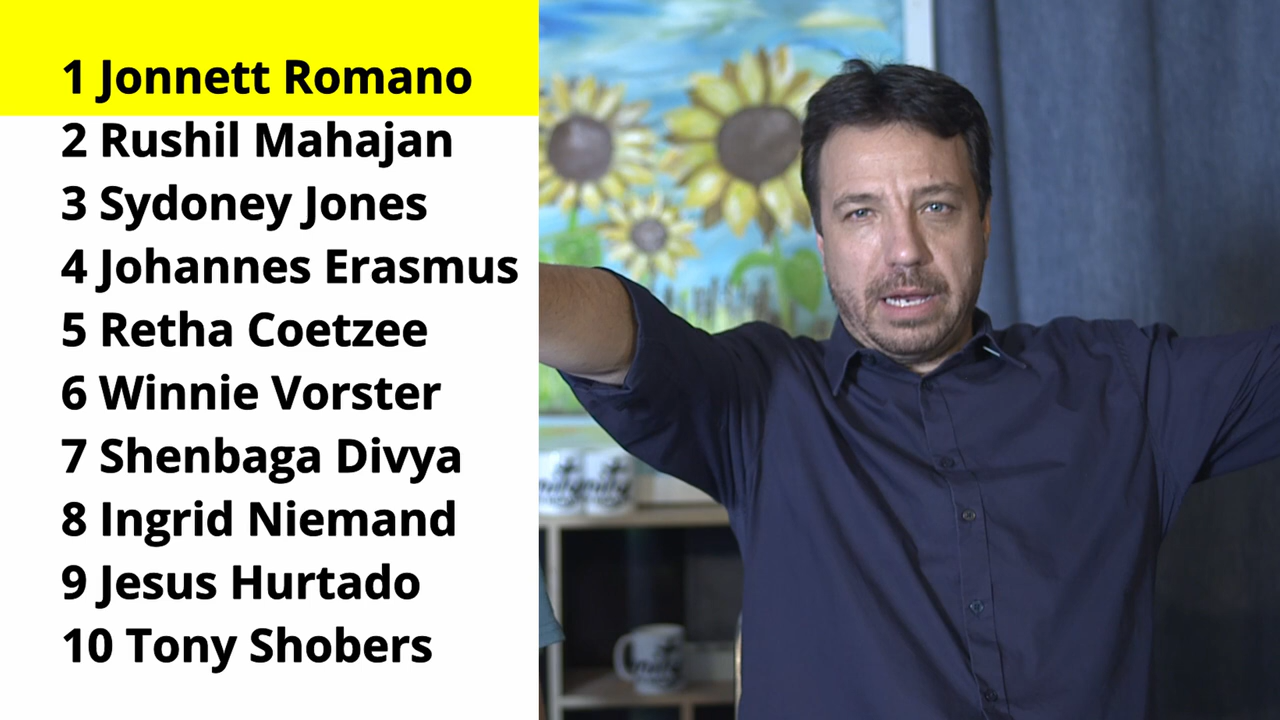 1 Jonnett Romano
2 Rushil Mahajan
3 Sydoney Jones
4 Johannes Erasmus
5 Retha Coetzee
6 Winnie Vorster
7 Shenbaga Divya
8 Ingrid Niemand
9 Jesus Hurtado
10 Tony Shobers